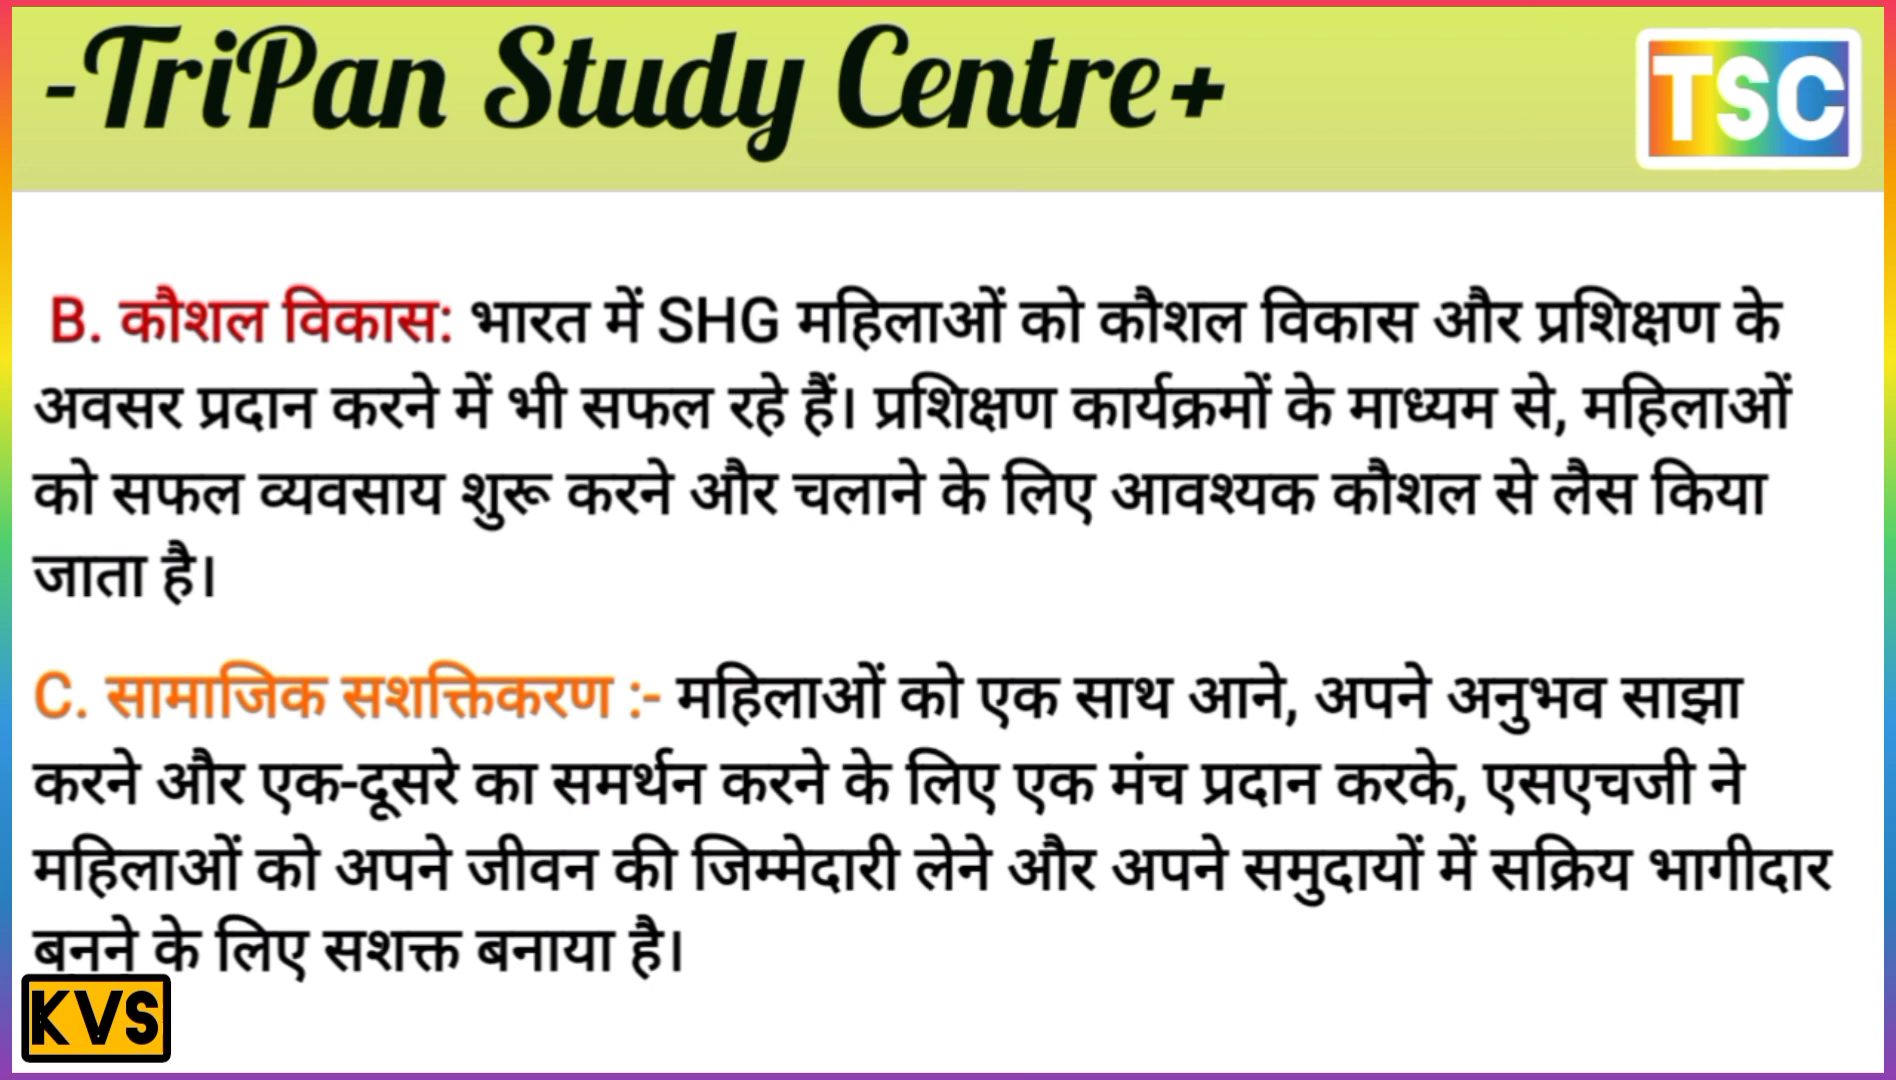 -TriPan Study Centre+
TSC
B. कौशल विकास: भारत में SHG महिलाओं को कौशल विकास और प्रशिक्षण के
अवसर प्रदान करने में भी सफल रहे हैं। प्रशिक्षण कार्यक्रमों के माध्यम से, महिलाओं
को सफल व्यवसाय शुरू करने और चलाने के लिए आवश्यक कौशल से लैस किया
जाता है।
C. सामाजिक सशक्तिकरण :- महिलाओं को एक साथ आने, अपने अनुभव साझा
करने और एक-दूसरे का समर्थन करने के लिए एक मंच प्रदान करके, एसएचजी ने
महिलाओं को अपने जीवन की जिम्मेदारी लेने और अपने समुदायों में सक्रिय भागीदार
बनने के लिए सशक्त बनाया है।
KVS